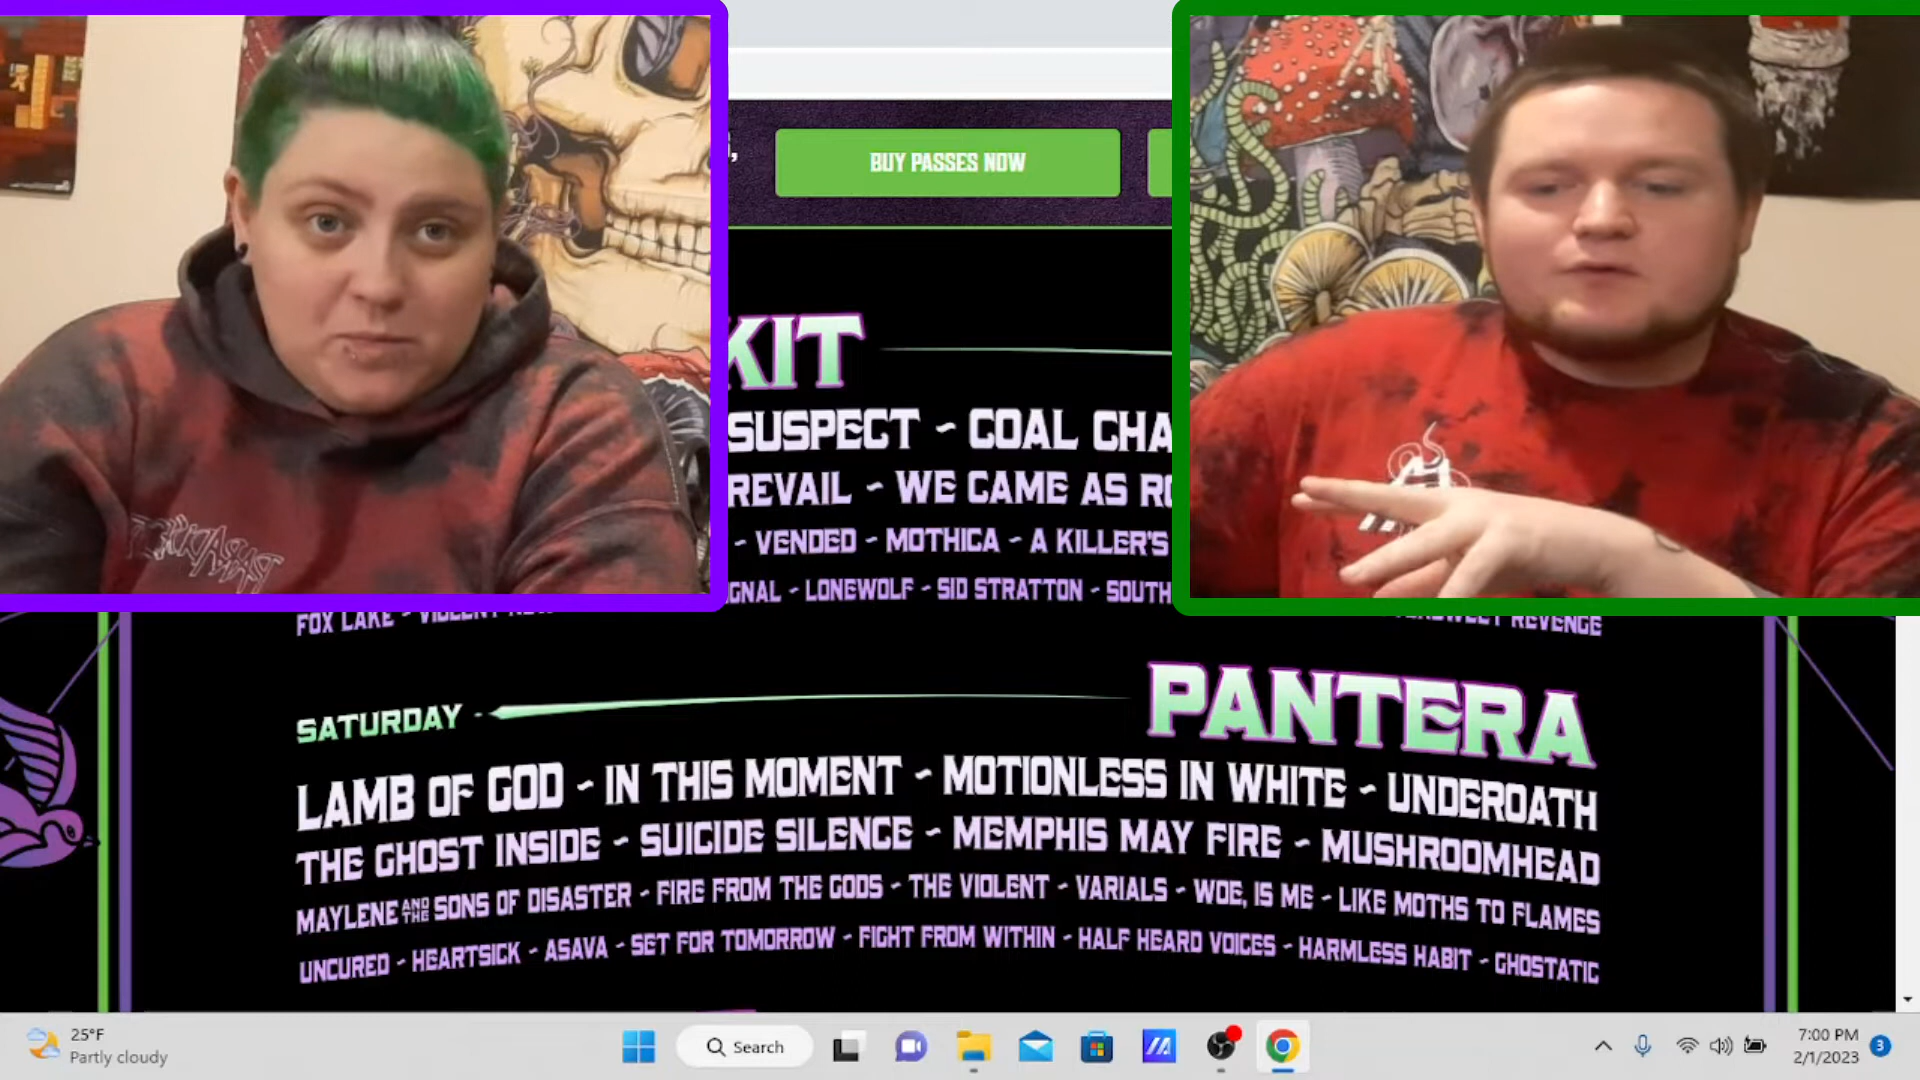 BUY PASSES NOW
KIT
SUSPECT ~ COAL CHA
REVAIL ~ WE CAME AS RO
- VENDED - MOTHICA - A KILLER'S
GNAL - LONEWOLF - SID STRATTON - SOUTH
FOX LAKE - VIOLENT REVENGE
SATURDAY PANTERA
LAMB OF GOD ~ IN THIS MOMENT ~ MOTIONLESS IN WHITE ~ UNDEROATH
THE GHOST INSIDE ~ SUICIDE SILENCE ~ MEMPHIS MAY FIRE ~ MUSHROOMHEAD
MAYLENE AND THE SONS OF DISASTER - FIRE FROM THE GODS - THE VIOLENT - VARIALS - WOE, IS ME - LIKE MOTHS TO FLAMES
UNCURED - HEARTSICK - ASAVA - SET FOR TOMORROW - FIGHT FROM WITHIN - HALF HEARD VOICES - HARMLESS HABIT - GHOSTATIC
25°F
Partly cloudy
Search
7:00 PM
2/1/2023
3